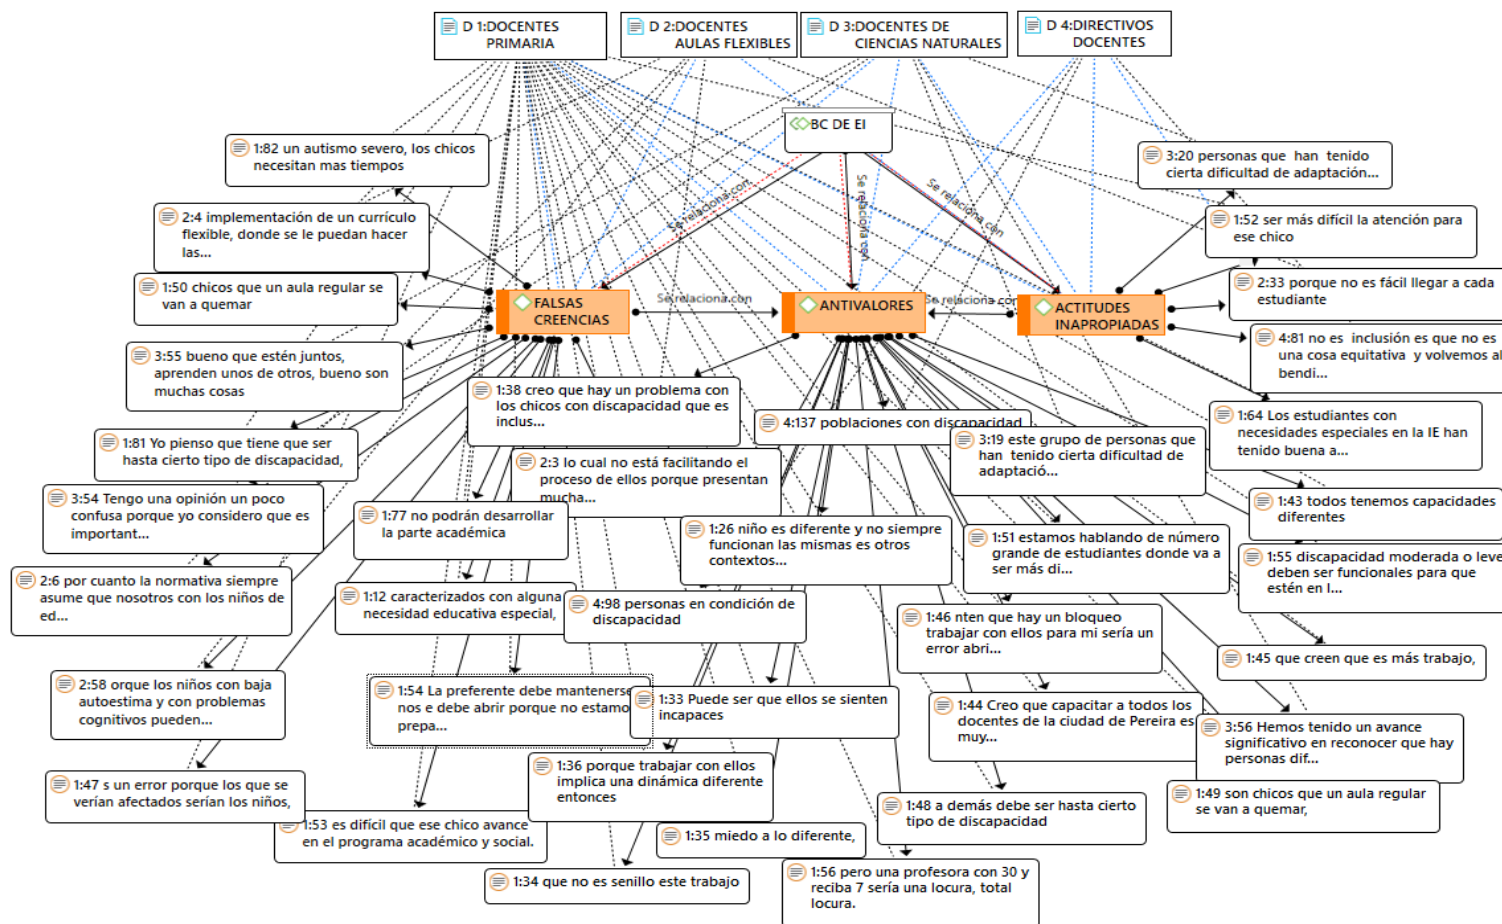 D 1:DOCENTES
PRIMARIA
D 2:DOCENTES
AULAS FLEXIBLES
D 3:DOCENTES DE
CIENCIAS NATURALES
D 4:DIRECTIVOS
DOCENTES
BC DE EI
1:82 un autismo severo, los chicos
necesitan mas tiempos
3:20 personas que han tenido
cierta dificultad de adaptación...
Se relaciona con
Se relaciona con
Se relaciona con
2:4 implementación de un currículo
flexible, donde se le puedan hacer
las...
1:52 ser más difícil la atención para
ese chico
1:50 chicos que un aula regular se
van a quemar
2:33 porque no es fácil llegar a cada
estudiante
FALSAS
CREENCIAS
Se relaciona con
ANTIVALORES
Se relaciona con
ACTITUDES
INAPROPIADAS
3:55 bueno que estén juntos,
aprenden unos de otros, bueno son
muchas cosas
4:81 no es inclusión es que no es
una cosa equitativa y volvemos al
bendi...
1:38 creo que hay un problema con
los chicos con discapacidad que es
inclus...
4:137 poblaciones con discapacidad
1:64 Los estudiantes con
necesidades especiales en la IE han
tenido buena a...
1:81 Yo pienso que tiene que ser
hasta cierto tipo de discapacidad,
3:19 este grupo de personas que
han tenido cierta dificultad de
adaptació...
2:3 lo cual no está facilitando el
proceso de ellos porque presentan
mucha...
3:54 Tengo una opinión un poco
confusa porque yo considero que es
important...
1:43 todos tenemos capacidades
diferentes
1:77 no podrán desarrollar
la parte académica
1:26 niño es diferente y no siempre
funcionan las mismas es otros
contextos...
1:51 estamos hablando de número
grande de estudiantes donde va a
ser más di...
1:55 discapacidad moderada o leve
deben ser funcionales para que
estén en l...
2:6 por cuanto la normativa siempre
asume que nosotros con los niños de
ed...
1:12 caracterizados con alguna
necesidad educativa especial,
4:98 personas en condición de
discapacidad
1:46 nten que hay un bloqueo
trabajar con ellos para mi sería un
error abri...
1:45 que creen que es más trabajo,
2:58 orque los niños con baja
autoestima y con problemas
cognitivos pueden...
1:54 La preferente debe mantenerse
nos e debe abrir porque no estamo
prepa...
1:33 Puede ser que ellos se sienten
incapaces
1:44 Creo que capacitar a todos los
docentes de la ciudad de Pereira es
muy...
3:56 Hemos tenido un avance
significativo en reconocer que hay
personas dif...
1:47 s un error porque los que se
verían afectados serían los niños,
1:36 porque trabajar con ellos
implica una dinámica diferente
entonces
1:48 a demás debe ser hasta cierto
tipo de discapacidad
1:49 son chicos que un aula regular
se van a quemar,
1:53 es difícil que ese chico avance
en el programa académico y social.
1:35 miedo a lo diferente,
1:34 que no es senillo este trabajo
1:56 pero una profesora con 30 y
reciba 7 sería una locura, total
locura.